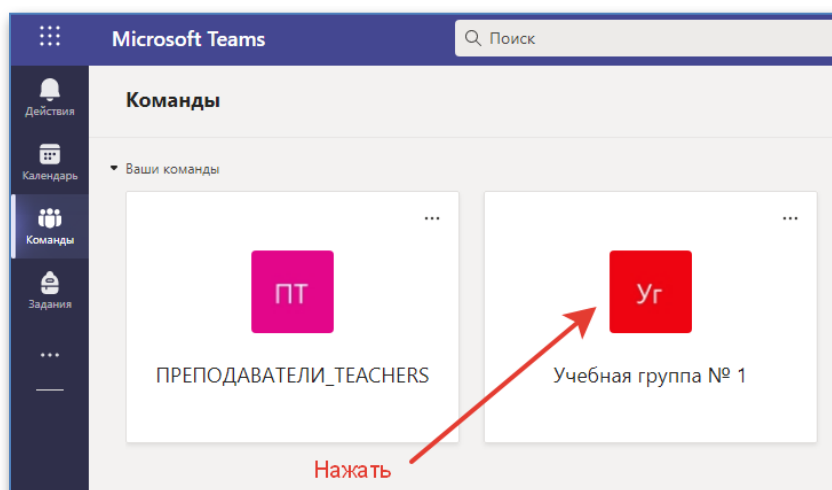 Microsoft Teams
Поиск
Действия
Календарь
Команды
Задания
Команды
Ваши команды
ПТ
ПРЕПОДАВАТЕЛИ_TEACHERS
Уг
Учебная группа № 1
Нажать